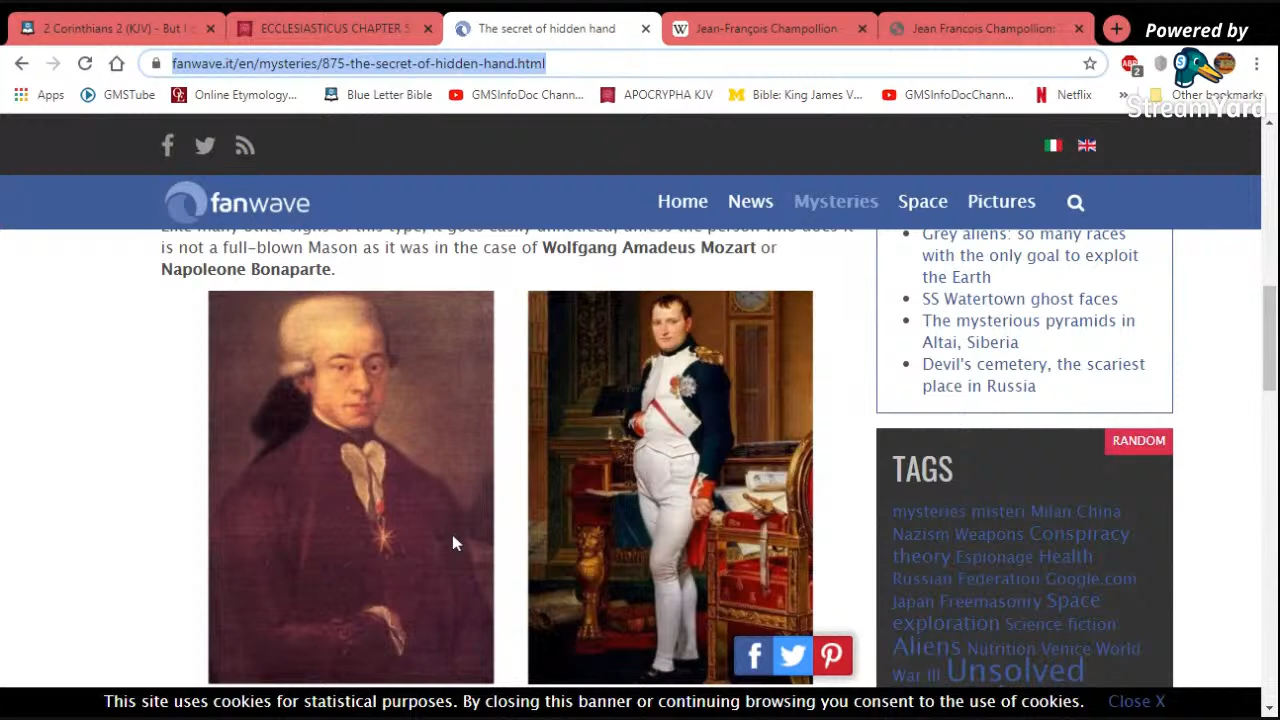 2 Corinthians 2 (KJV) - But I
ECCLESIASTICUS CHAPTER 5
The secret of hidden hand
Jean-François Champollion
Jean Francois Champollion:
Powered by
StreamYard
fanwave.it/en/mysteries/875-the-secret-of-hidden-hand.html
Apps
GMSTube
Online Etymology...
Blue Letter Bible
GMSInfoDoc Chann...
APOCRYPHA KJV
Bible: King James V...
GMSInfoDocChann...
Netflix
»
Other bookmarks
fanwave
Home
News
Mysteries
Space
Pictures
is not a full-blown Mason as it was in the case of Wolfgang Amadeus Mozart or
Napoleone Bonaparte.
Grey aliens: so many races
with the only goal to exploit
the Earth
SS Watertown ghost faces
The mysterious pyramids in
Altai, Siberia
Devil's cemetery, the scariest
place in Russia
RANDOM
TAGS
mysteries misteri Milan China
Nazism Weapons Conspiracy
theory Espionage Health
Russian Federation Google.com
Japan Freemasonry Space
exploration Science fiction
Aliens Nutrition Venice World
War III Unsolved
This site uses cookies for statistical purposes. By closing this banner or continuing browsing you consent to the use of cookies.
Close X